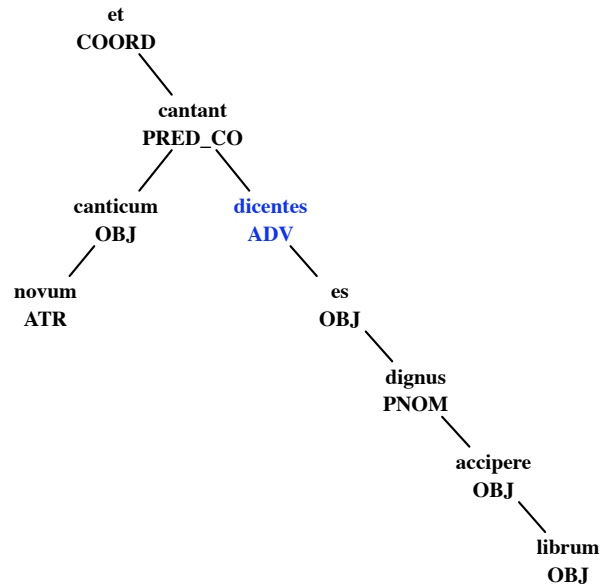 et
COORD
cantant
PRED_CO
canticum
OBJ
dicentes
ADV
novum
ATR
es
OBJ
dignus
PNOM
accipere
OBJ
librum
OBJ